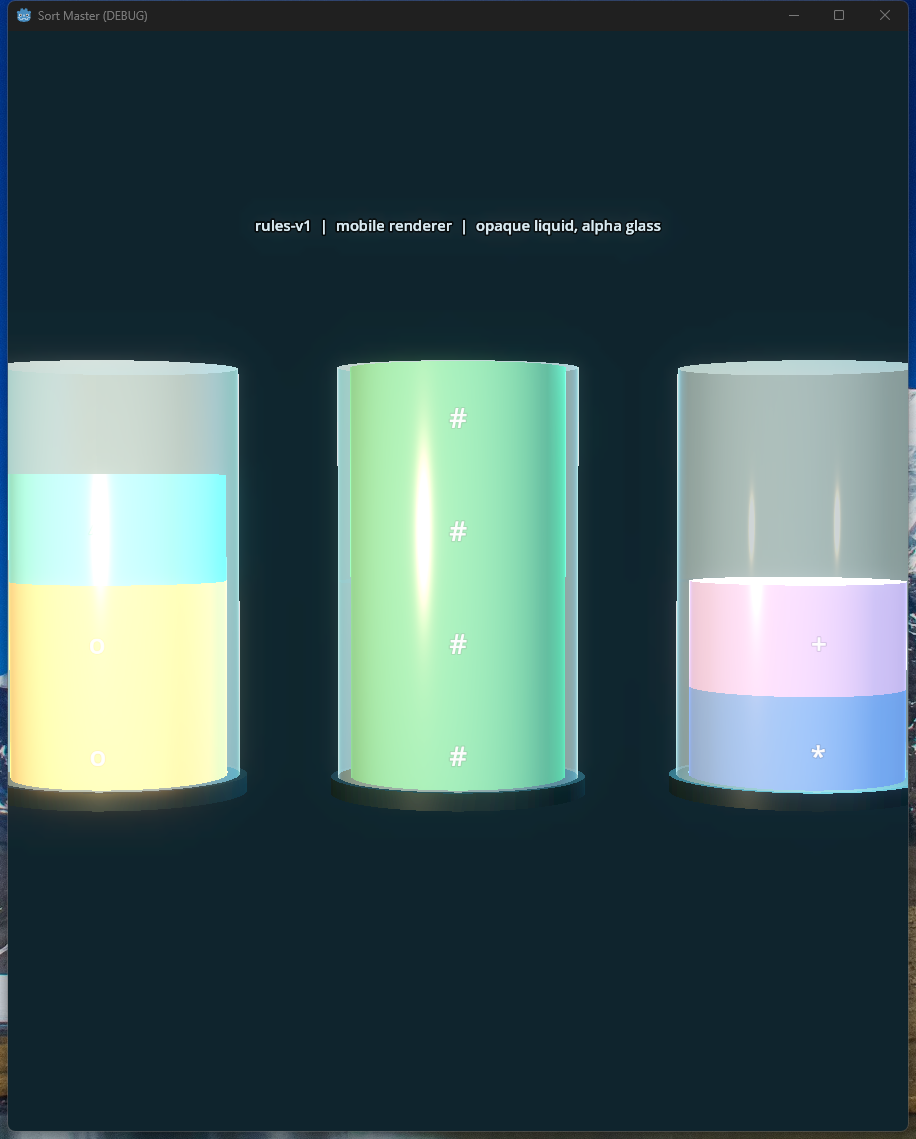 Sort Master (DEBUG)
rules-v1 | mobile renderer | opaque liquid, alpha glass
#
#
o # +
o # *